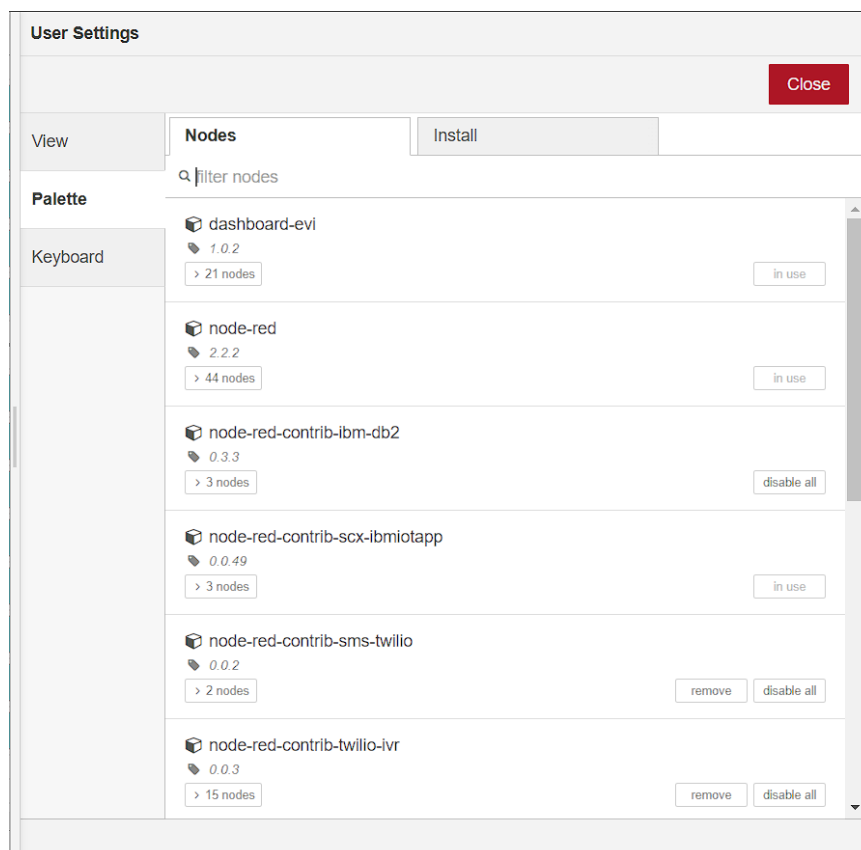 User Settings
Close
View
Palette
Keyboard
Nodes
Install
filter nodes
dashboard-evi
1.0.2
> 21 nodes
in use
node-red
2.2.2
> 44 nodes
in use
node-red-contrib-ibm-db2
0.3.3
> 3 nodes
disable all
node-red-contrib-scx-ibmiotapp
0.0.49
> 3 nodes
in use
node-red-contrib-sms-twilio
0.0.2
> 2 nodes
remove
disable all
node-red-contrib-twilio-ivr
0.0.3
> 15 nodes
remove
disable all